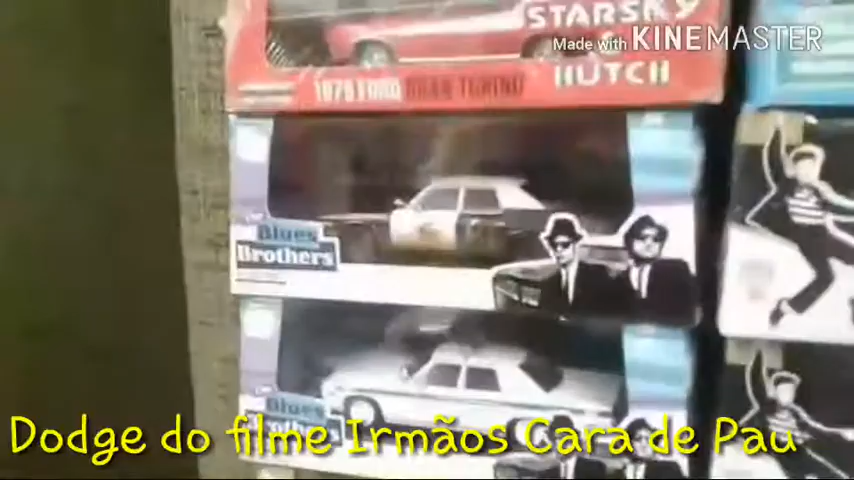 STARSKY
Made with KINEMASTER
HUTCH
1976 FORD GRAN TORINO
Blues
Brothers
Blues
Brothers
Dodge do filme Irmãos Cara de Pau